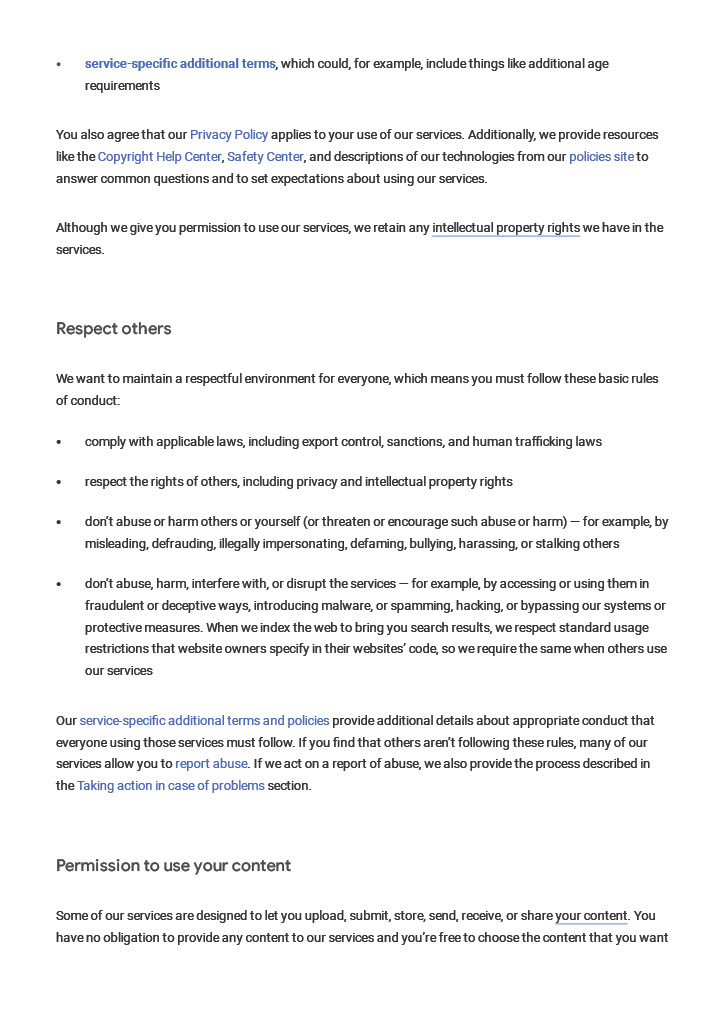 • service-specific additional terms, which could, for example, include things like additional age
requirements
You also agree that our Privacy Policy applies to your use of our services. Additionally, we provide resources
like the Copyright Help Center, Safety Center, and descriptions of our technologies from our policies site to
answer common questions and to set expectations about using our services.
Although we give you permission to use our services, we retain any intellectual property rights we have in the
services.
Respect others
We want to maintain a respectful environment for everyone, which means you must follow these basic rules
of conduct:
• comply with applicable laws, including export control, sanctions, and human trafficking laws
• respect the rights of others, including privacy and intellectual property rights
• don’t abuse or harm others or yourself (or threaten or encourage such abuse or harm) — for example, by
misleading, defrauding, illegally impersonating, defaming, bullying, harassing, or stalking others
• don’t abuse, harm, interfere with, or disrupt the services — for example, by accessing or using them in
fraudulent or deceptive ways, introducing malware, or spamming, hacking, or bypassing our systems or
protective measures. When we index the web to bring you search results, we respect standard usage
restrictions that website owners specify in their websites’ code, so we require the same when others use
our services
Our service-specific additional terms and policies provide additional details about appropriate conduct that
everyone using those services must follow. If you find that others aren’t following these rules, many of our
services allow you to report abuse. If we act on a report of abuse, we also provide the process described in
the Taking action in case of problems section.
Permission to use your content
Some of our services are designed to let you upload, submit, store, send, receive, or share your content. You
have no obligation to provide any content to our services and you’re free to choose the content that you want